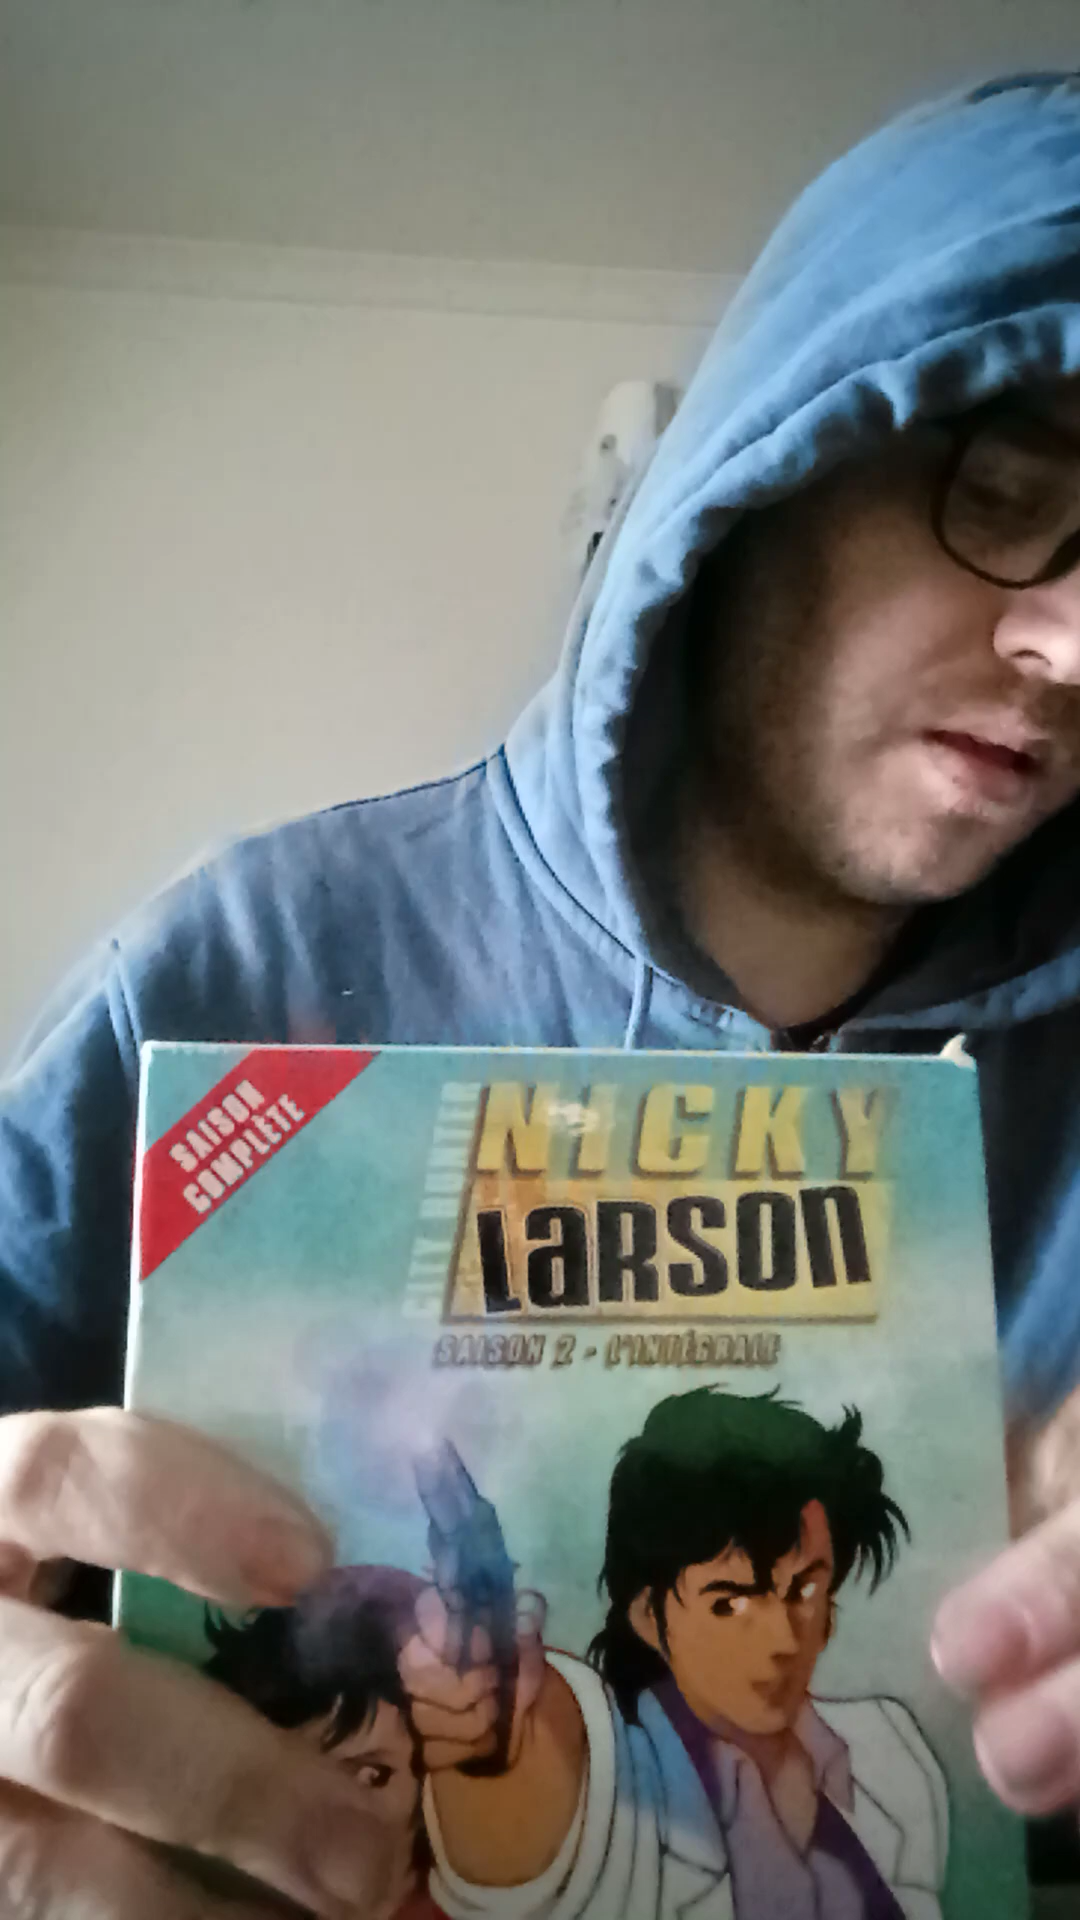 SAISON
COMPLÈTE
CITY HUNTER
NICKY
LARSON
SAISON 2 - L'INTÉGRALE